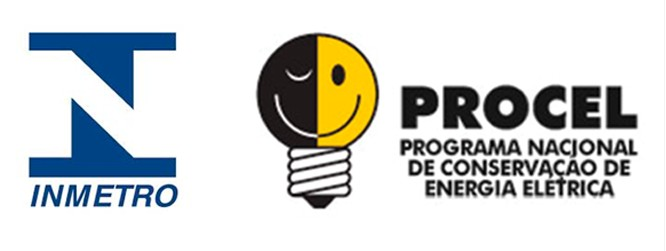 INMETRO
PROCEL
PROGRAMA NACIONAL
DE CONSERVAÇÃO DE
ENERGIA ELÉTRICA